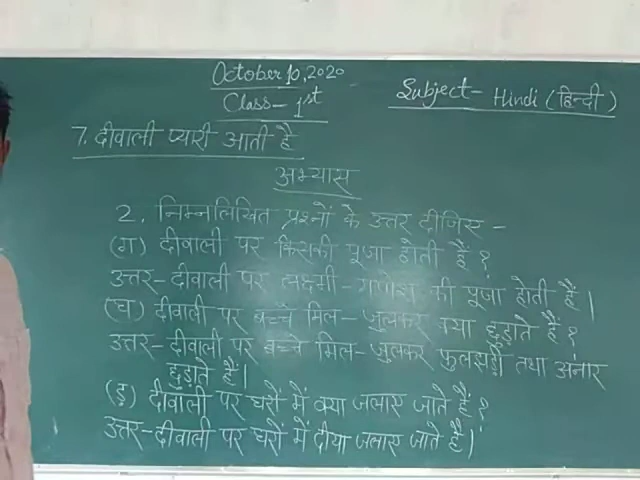 October 10, 2020
Class- 1st
Subject- Hindi (हिन्दी)
7. दीवाली प्यारी आती है
अभ्यास
2. निम्नलिखित प्रश्नों के उत्तर दीजिए -
(ग) दीवाली पर किसकी पूजा होती हैं?
उत्तर- दीवाली पर लक्ष्मी-गणेश की पूजा होती हैं।
(घ) दीवाली पर बच्चे मिल-जुलकर क्या छुड़ाते हैं?
उत्तर- दीवाली पर बच्चे मिल-जुलकर फुलझड़ी तथा अनार
छुड़ाते हैं।
(ङ) दीवाली पर घरों में क्या जलाए जाते हैं?
उत्तर- दीवाली पर घरों में दीया जलाए जाते हैं।